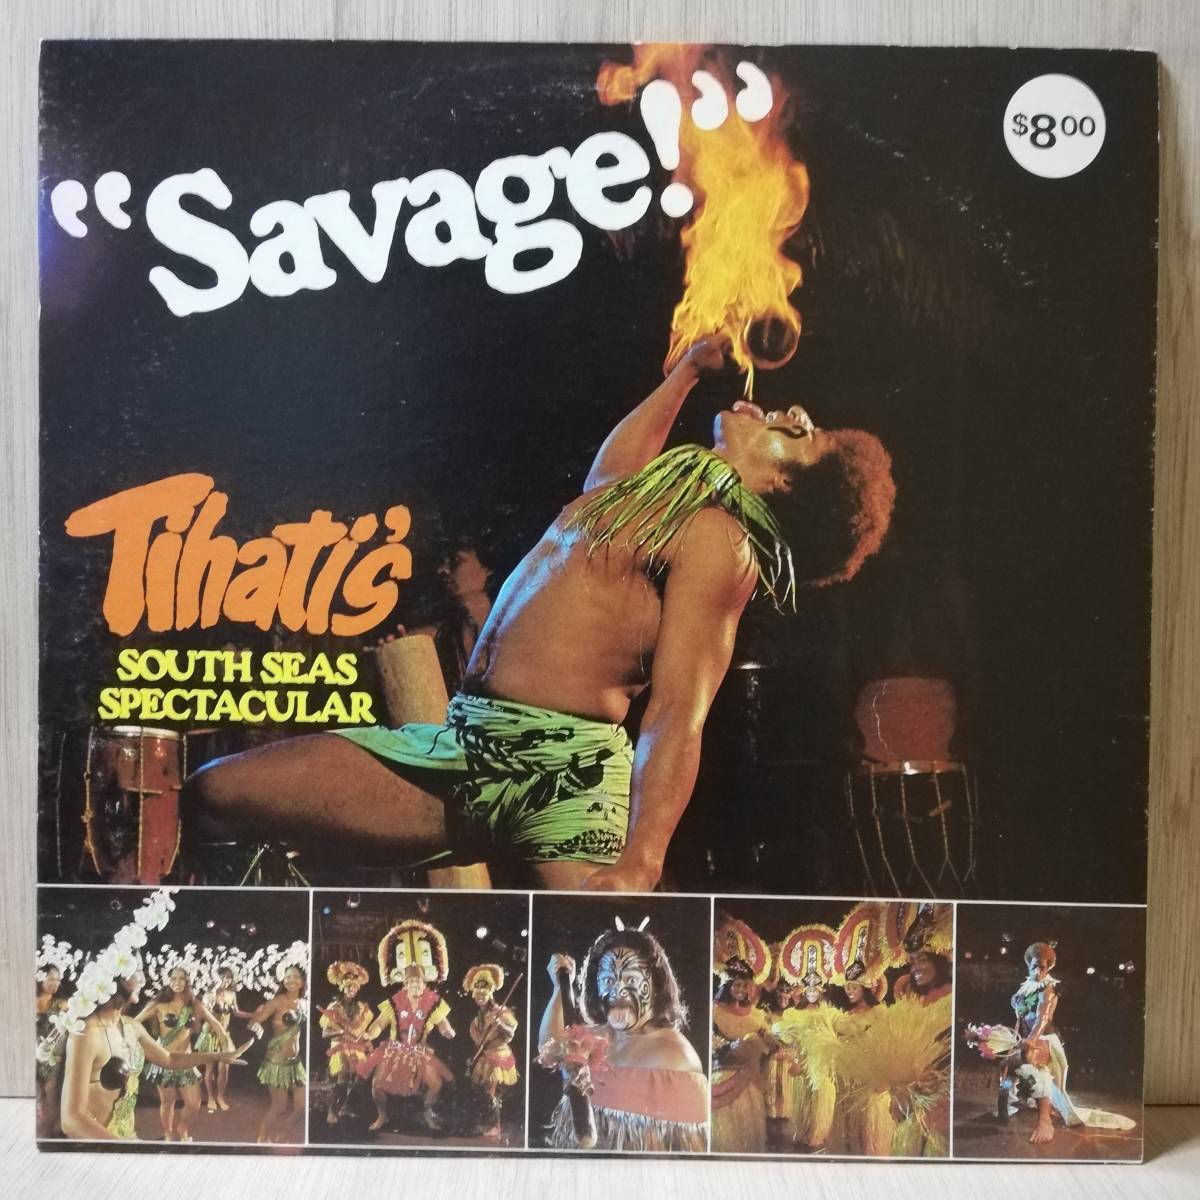 "Savage!"
$8.00
Tihati's
SOUTH SEAS
SPECTACULAR